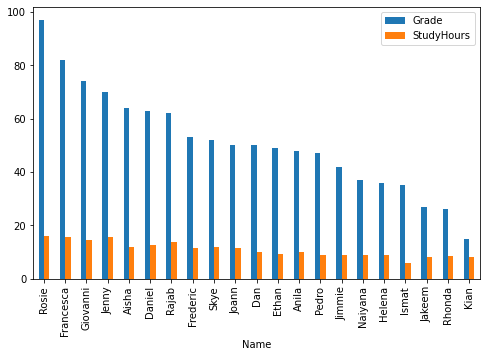 100
80
60
40
20
0
Grade
StudyHours
Rosie
Francesca
Giovanni
Jenny
Aisha
Daniel
Rajab
Frederic
Skye
Joann
Dan
Ethan
Anila
Pedro
Jimmie
Naiyana
Helena
Ismat
Jakeem
Rhonda
Kian
Name